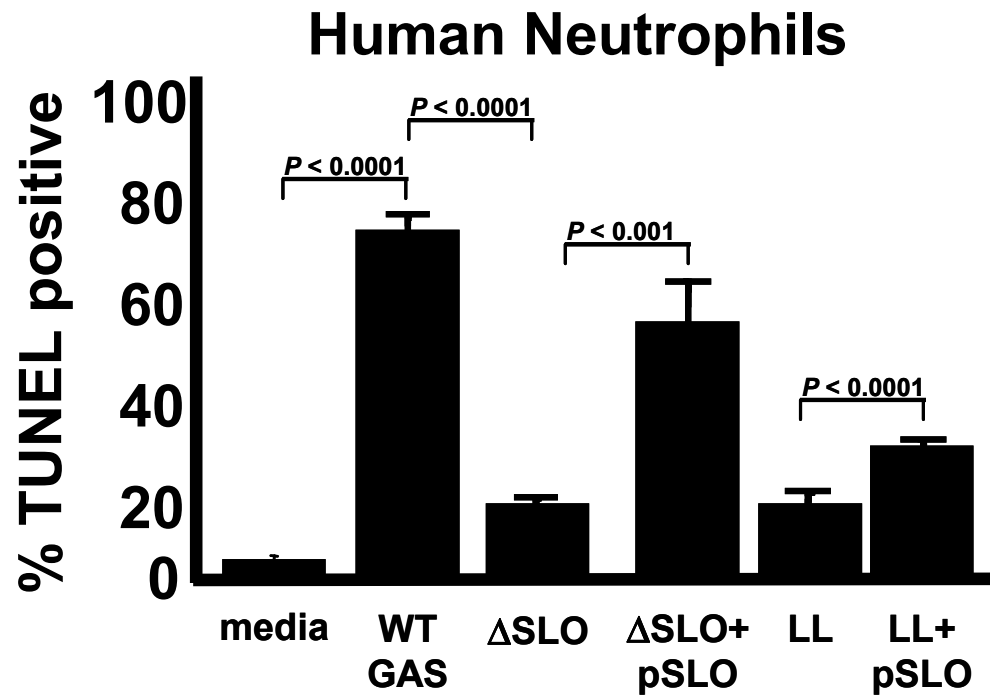 Human Neutrophils
% TUNEL positive
100
80
60
40
20
0
P < 0.0001
P < 0.0001
P < 0.001
P < 0.0001
media
WT
GAS
ΔSLO
ΔSLO+
pSLO
LL
LL+
pSLO